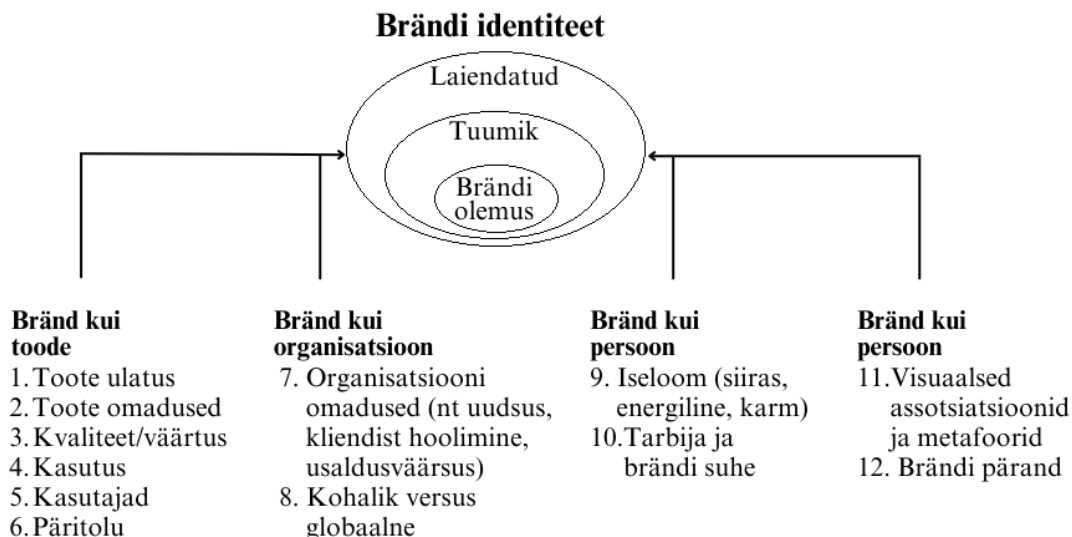 Brändi identiteet
Laiendatud
Tuumik
Brändi
olemus
Bränd kui
toode
1. Toote ulatus
2. Toote omadused
3. Kvaliteet/väärtus
4. Kasutus
5. Kasutajad
6. Päritolu
Bränd kui
organisatsioon
7. Organisatsiooni
omadused (nt uudsus,
kliendist hoolimine,
usaldusväärsus)
8. Kohalik versus
globaalne
Bränd kui
persoon
9. Iseloom (siiras,
energiline, karm)
10.Tarbija ja
brändi suhe
Bränd kui
persoon
11.Visuaalsed
assotsiatsioonid
ja metafoorid
12. Brändi pärand